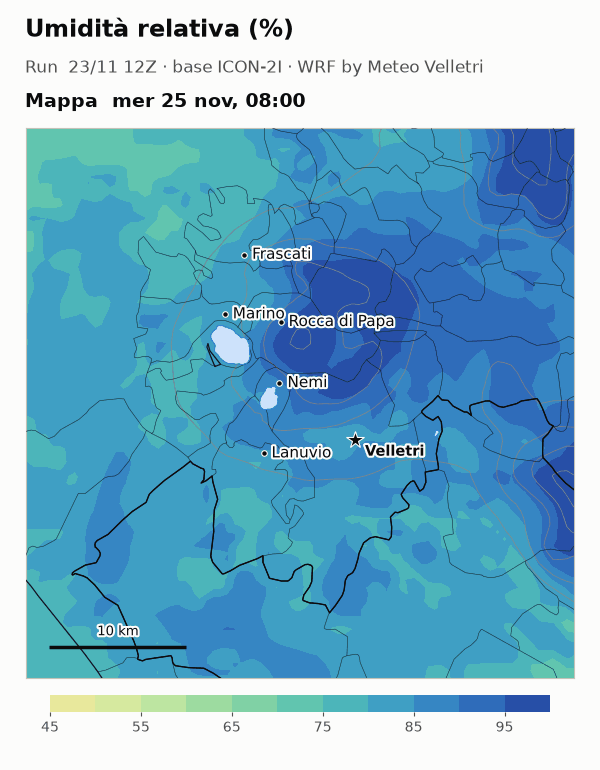 Umidità relativa (%)
Run  23/11 12Z · base ICON-2I · WRF by Meteo Velletri
Mappa  mer 25 nov, 08:00
Frascati
Marino
Rocca di Papa
Nemi
Velletri
Lanuvio
10 km
45 55 65 75 85 95